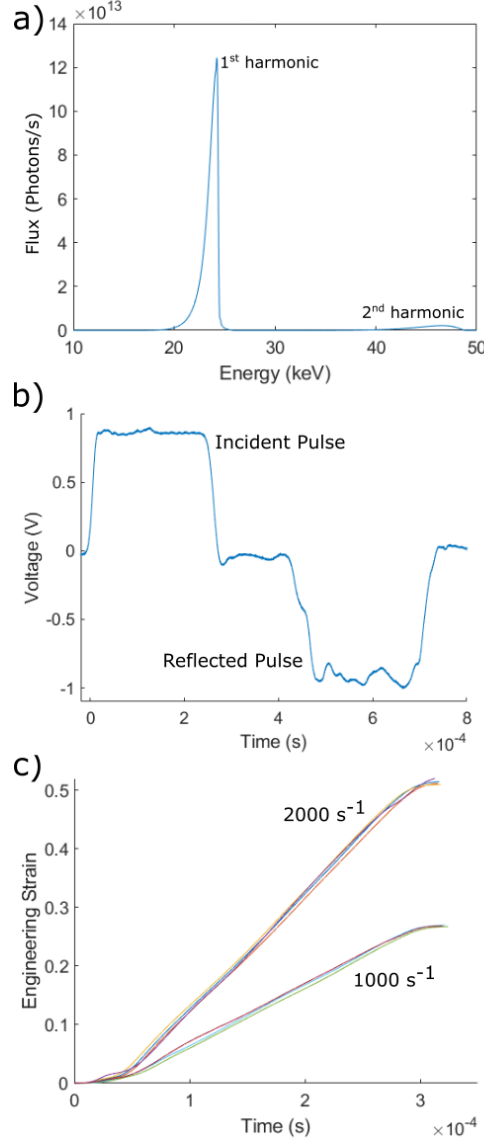 a)
×10^13
14
12
10
8
6
4
2
0
Flux (Photons/s)
1st harmonic
2nd harmonic
10 20 30 40 50
Energy (keV)
b)
1
0.5
0
-0.5
-1
Voltage (V)
Incident Pulse
Reflected Pulse
0 2 4 6 8
Time (s)
×10^-4
c)
0.5
0.4
0.3
0.2
0.1
0
Engineering Strain
2000 s^-1
1000 s^-1
0 1 2 3
Time (s)
×10^-4